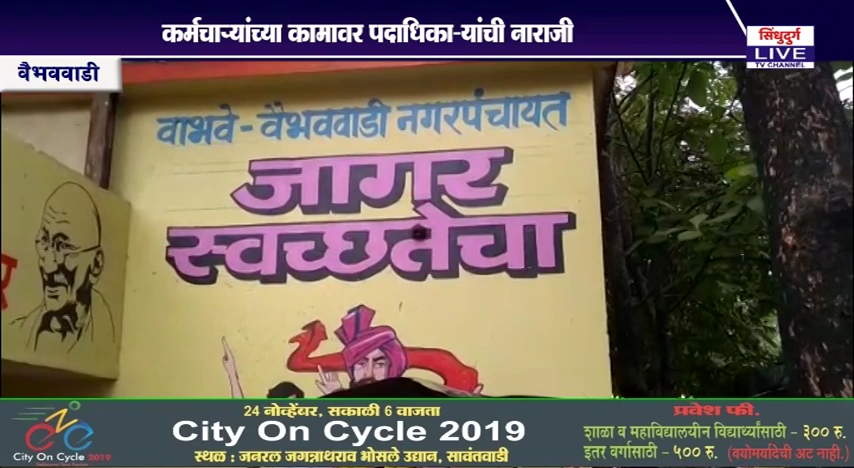 कर्मचाऱ्यांच्या कामावर पदाधिका-यांची नाराजी
सिंधुदुर्ग
LIVE
TV CHANNEL
वैभववाडी
वाभवे - वैभववाडी नगरपंचायत
जागर
स्वच्छतेचा
24 नोव्हेंबर, सकाळी 6 वाजता
City On Cycle 2019
स्थळ : जनरल जगन्नाथराव भोसले उद्यान, सावंतवाडी
City On Cycle 2019
प्रवेश फी.
शाळा व महाविद्यालयीन विद्यार्थ्यांसाठी - ३०० रु.
इतर वर्गासाठी - ५०० रु. (वयोमर्यादेची अट नाही.)